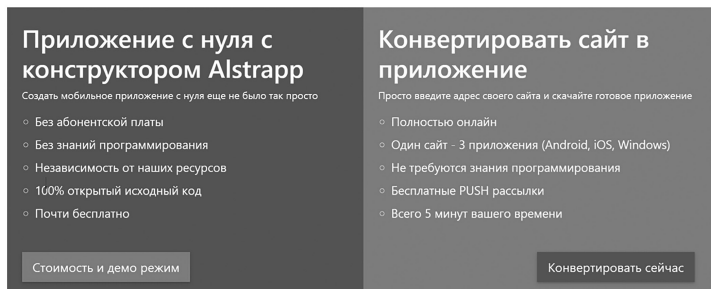 Приложение с нуля с
конструктором Alstrapp
Создать мобильное приложение с нуля еще не было так просто
Без абонентской платы
Без знаний программирования
Независимость от наших ресурсов
100% открытый исходный код
Почти бесплатно
Стоимость и демо режим
Конвертировать сайт в
приложение
Просто введите адрес своего сайта и скачайте готовое приложение
Полностью онлайн
Один сайт - 3 приложения (Android, iOS, Windows)
Не требуются знания программирования
Бесплатные PUSH рассылки
Всего 5 минут вашего времени
Конвертировать сейчас